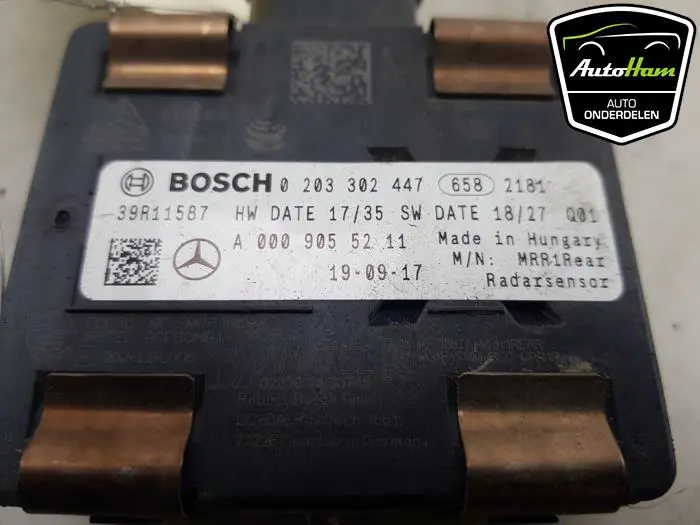 AutoHam
AUTO
ONDERDELEN
BOSCH 0 203 302 447 658 2181
39R11587 HW DATE 17/35 SW DATE 18/27 Q01
A 000 905 52 11 Made in Hungary
19-09-17 M/N: MRR1Rear
Radarsensor
Germany